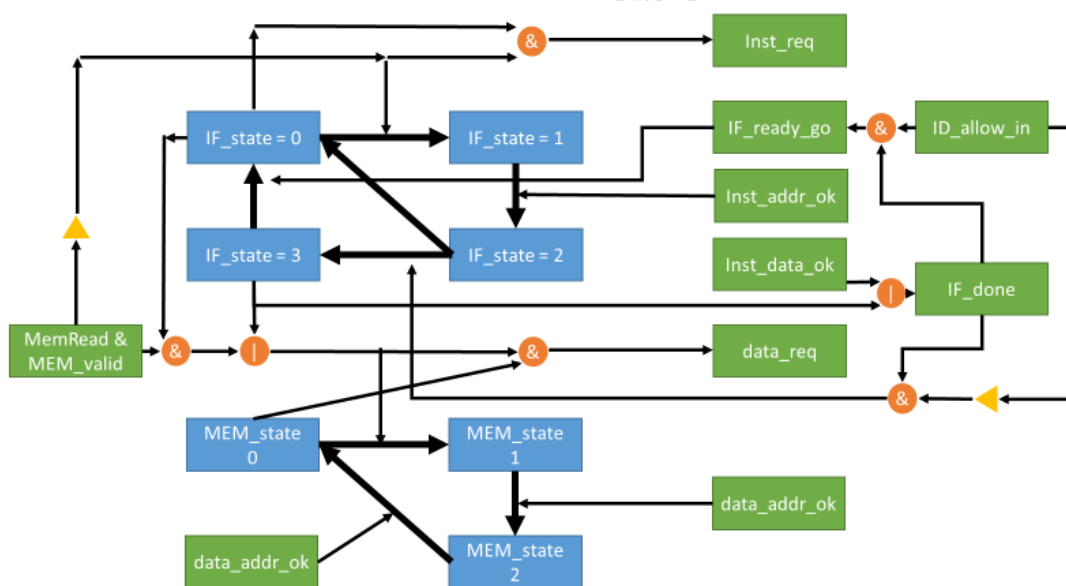 &
Inst_req
IF_state = 0
IF_state = 1
IF_ready_go
&
ID_allow_in
Inst_addr_ok
IF_state = 3
IF_state = 2
Inst_data_ok
|
IF_done
MemRead &
MEM_valid
&
|
&
data_req
&
MEM_state
0
MEM_state
1
data_addr_ok
data_addr_ok
MEM_state
2